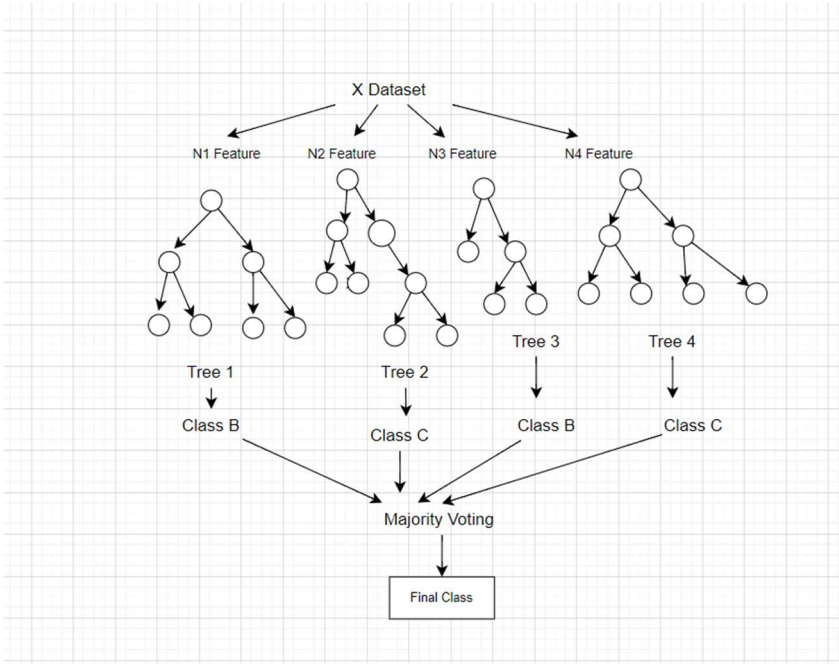 X Dataset
N1 Feature
N2 Feature
N3 Feature
N4 Feature
Tree 3
Tree 4
Tree 1
Tree 2
Class B
Class C
Class B
Class C
Majority Voting
Final Class